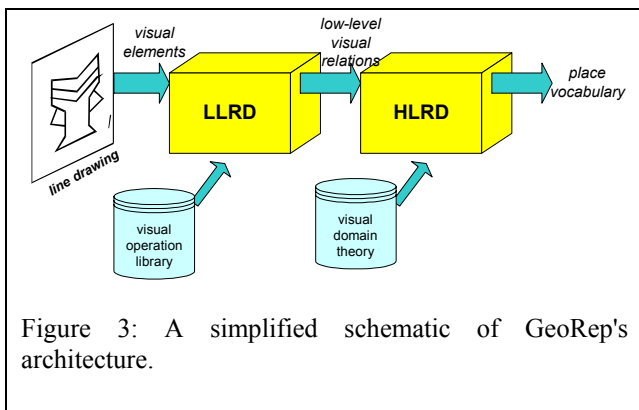 visual
elements
low-level
visual
relations
place
vocabulary
LLRD
HLRD
line drawing
visual
operation
library
visual
domain
theory
Figure 3: A simplified schematic of GeoRep's
architecture.